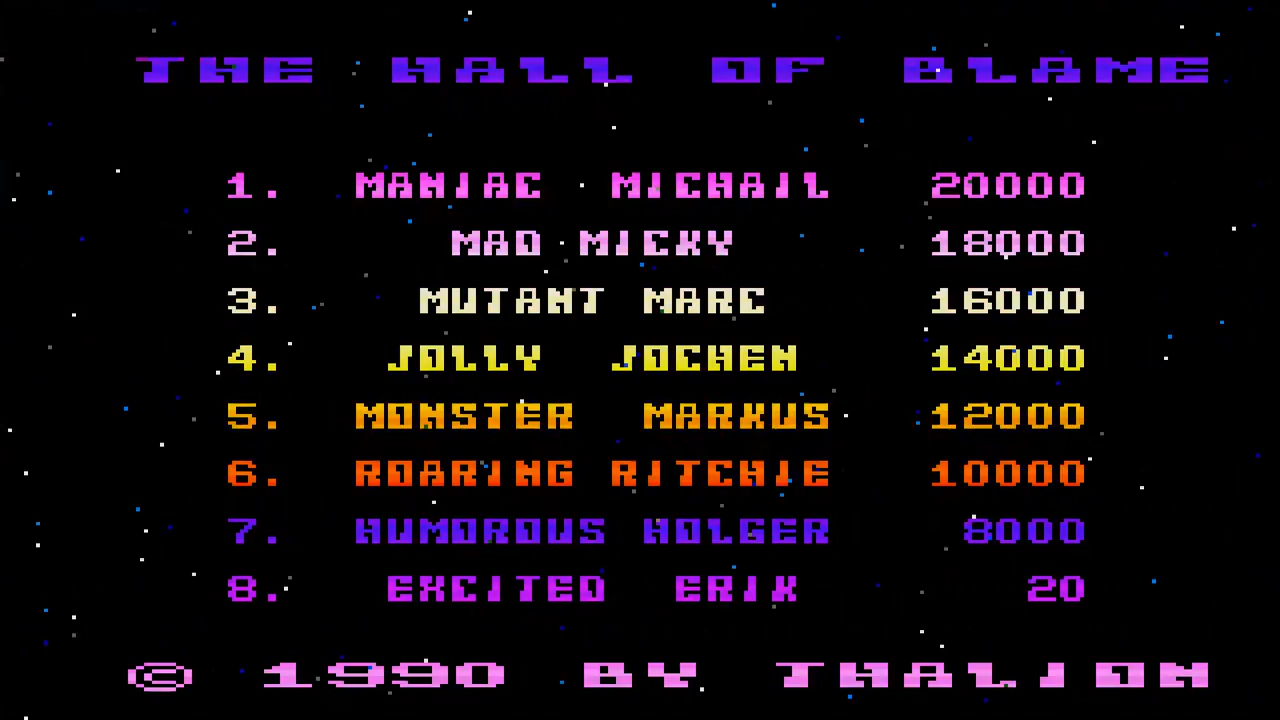 THE HALL OF BLAME
1. MANIAC MICHAIL 20000
2. MAD MICKY 18000
3. MUTANT MARC 16000
4. JOLLY JOCHEN 14000
5. MONSTER MARKUS 12000
6. ROARING RITCHIE 10000
7. HUMOROUS HOLGER 8000
8. EXCITED ERIK 20
© 1990 BY THALION